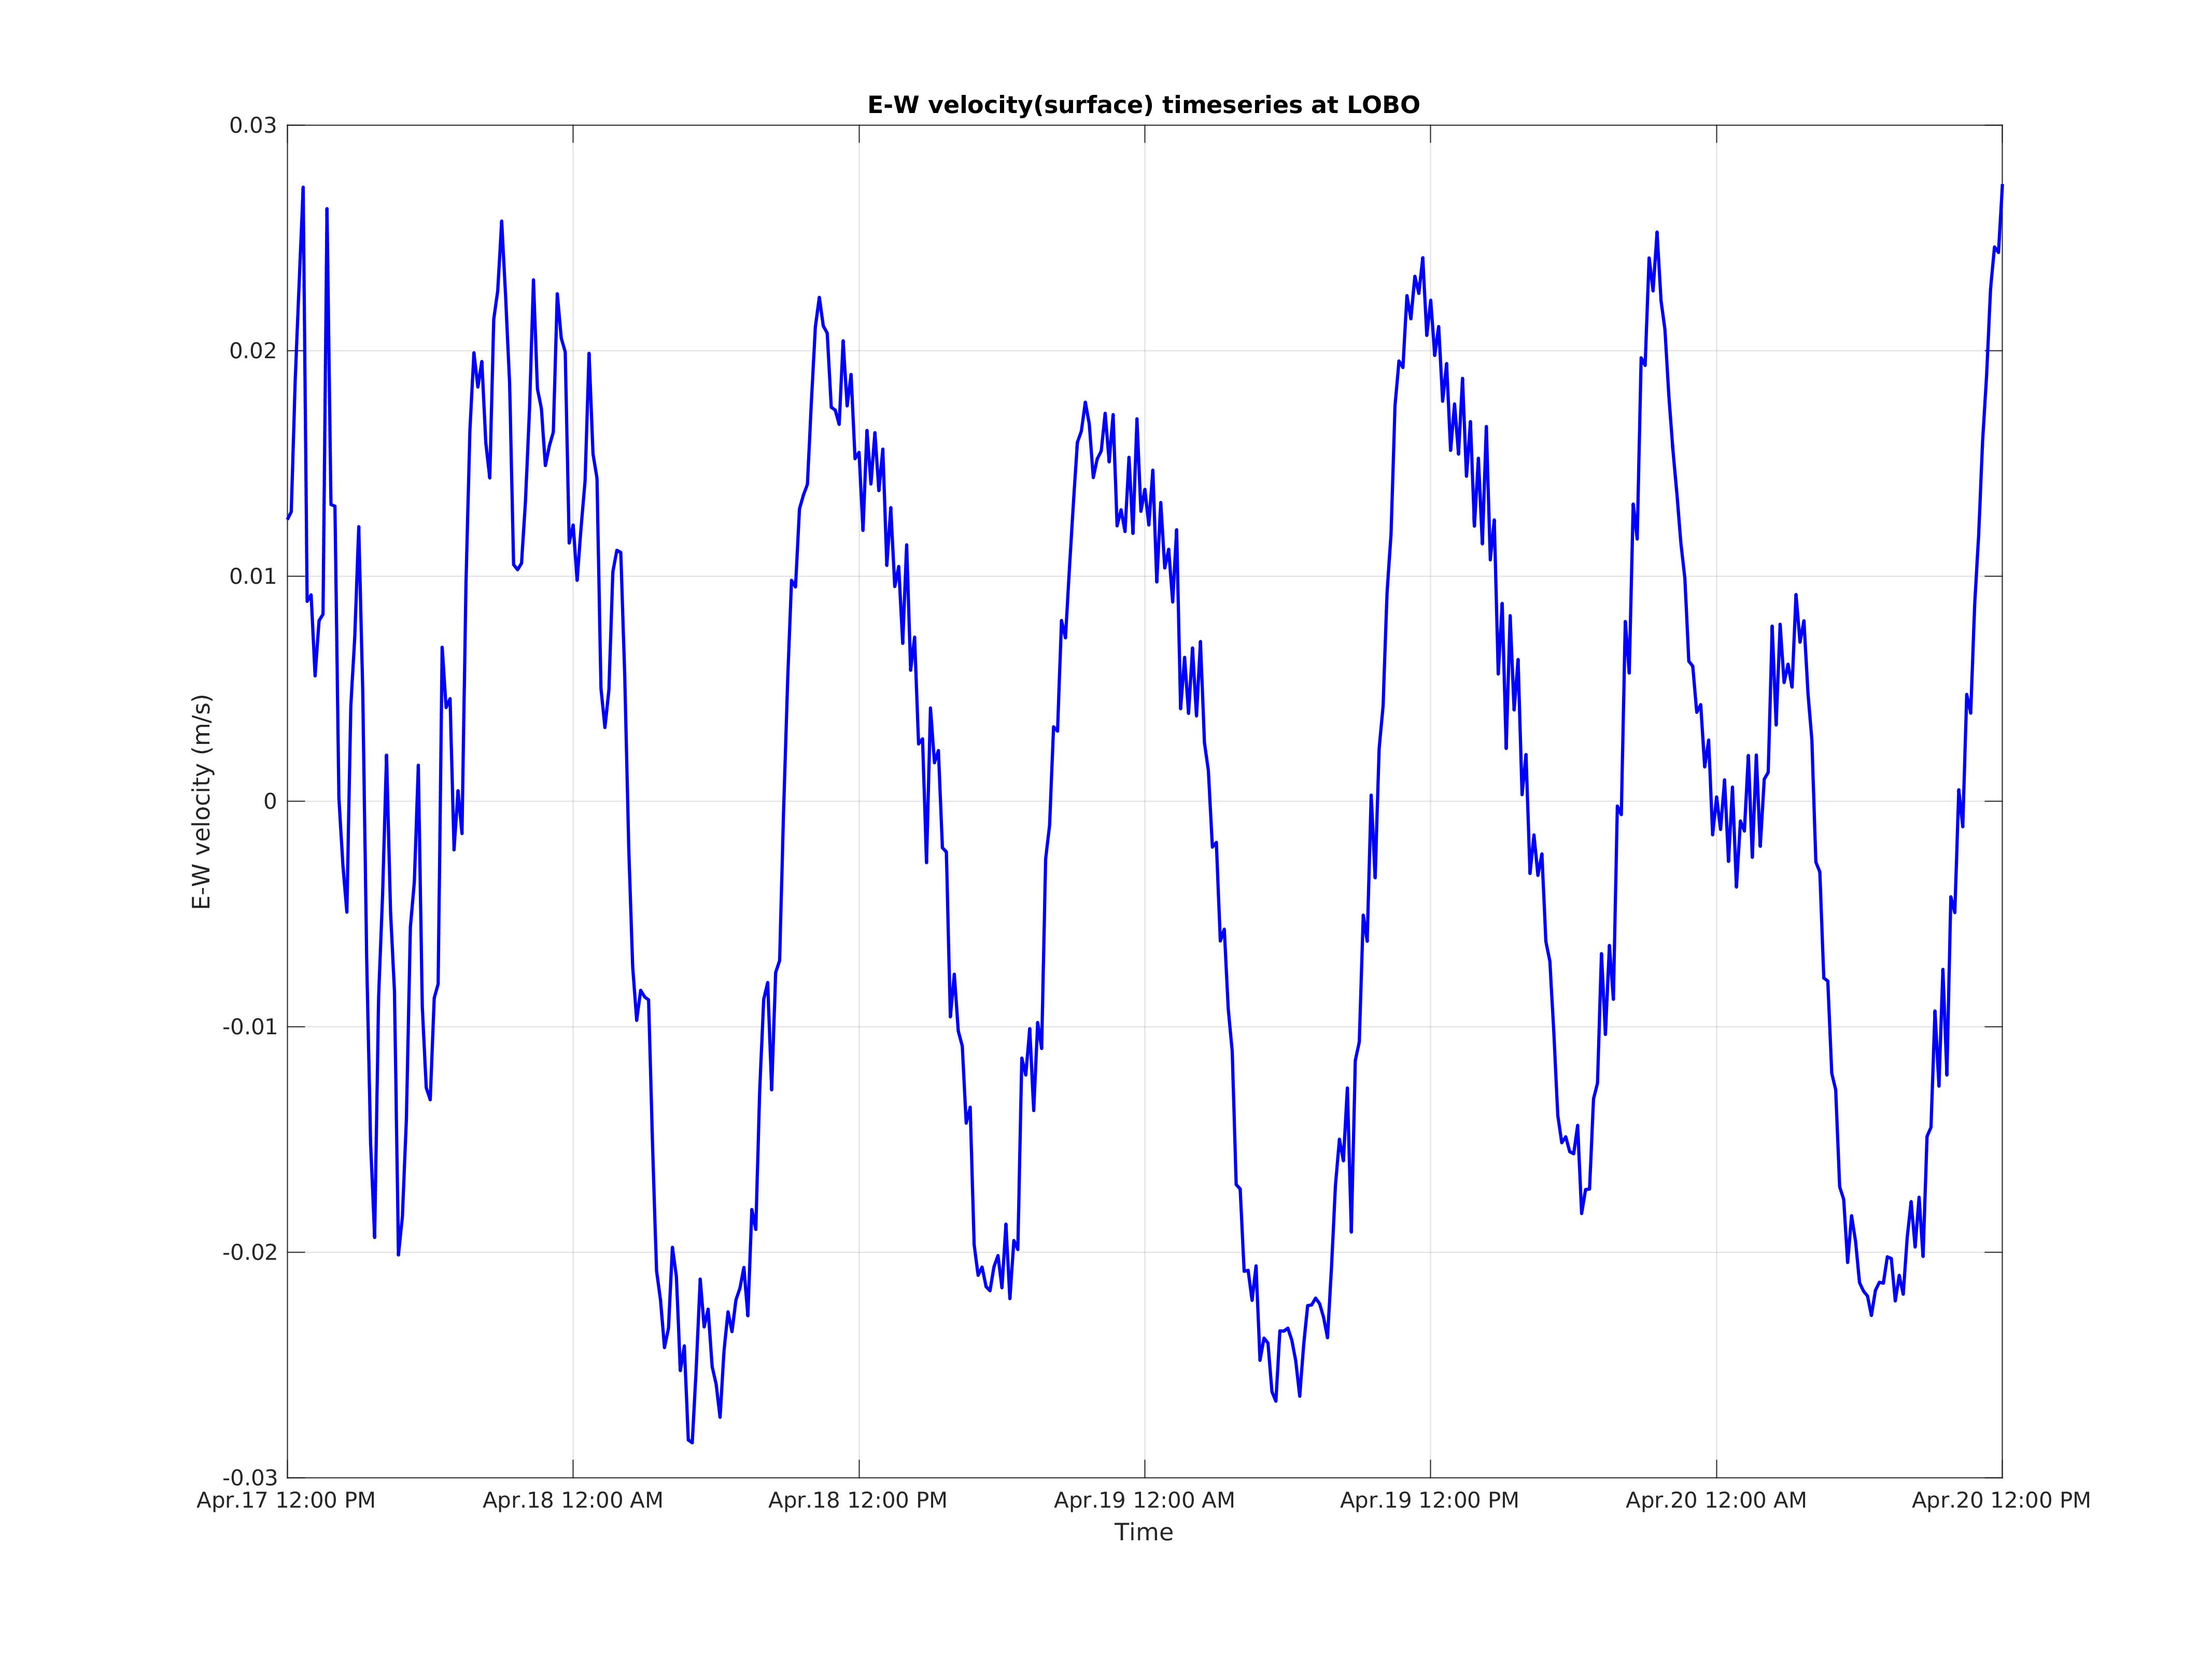 E-W velocity(surface) timeseries at LOBO
0.03
0.02
0.01
0
-0.01
-0.02
-0.03
E-W velocity (m/s)
Apr.17 12:00 PM
Apr.18 12:00 AM
Apr.18 12:00 PM
Apr.19 12:00 AM
Apr.19 12:00 PM
Apr.20 12:00 AM
Apr.20 12:00 PM
Time